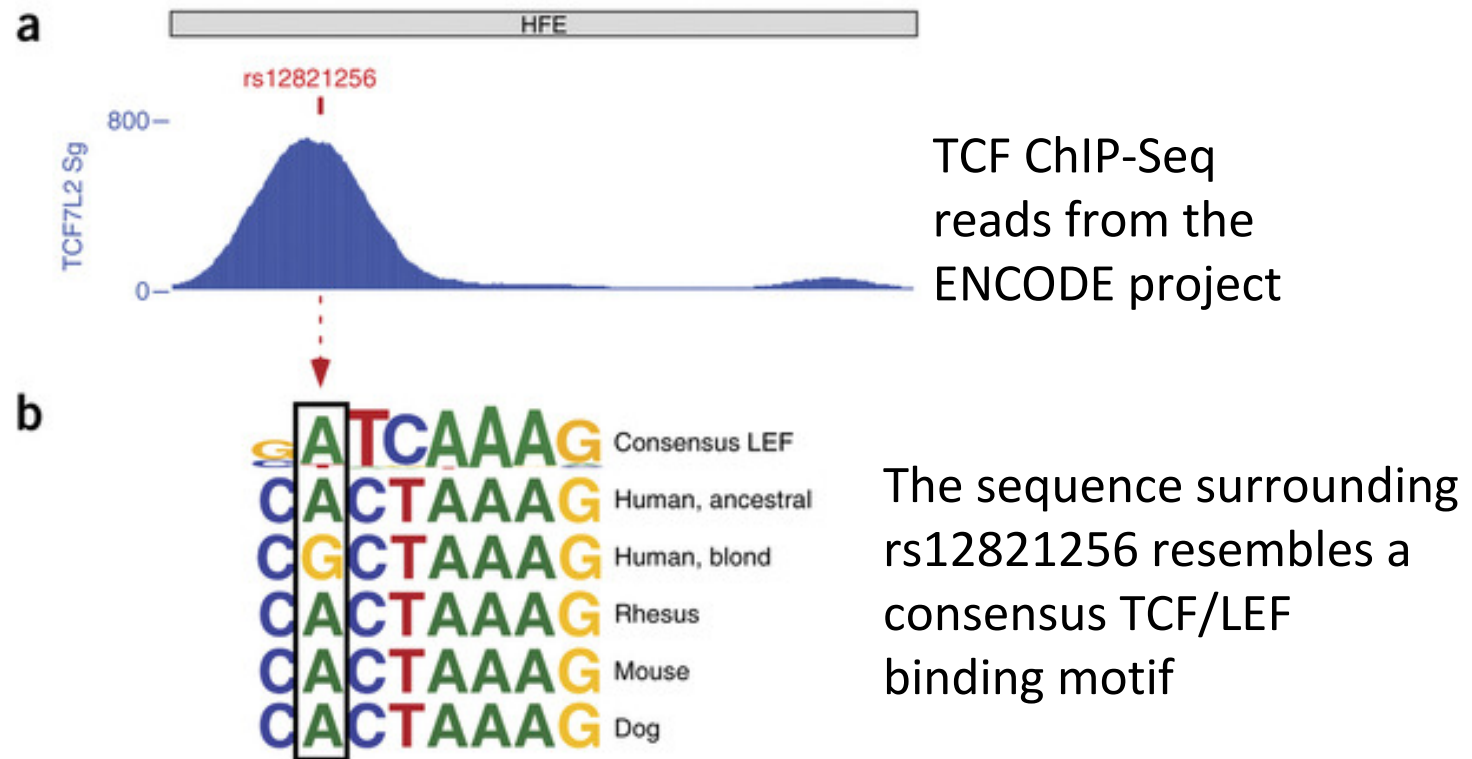 a
HFE
rs12821256
800
TCF7L2 Sg
0
TCF ChIP-Seq
reads from the
ENCODE project
b
GATCAAAG Consensus LEF
CACTAAAG Human, ancestral
CGCTAAAG Human, blond
CACTAAAG Rhesus
CACTAAAG Mouse
CACTAAAG Dog
The sequence surrounding
rs12821256 resembles a
consensus TCF/LEF
binding motif